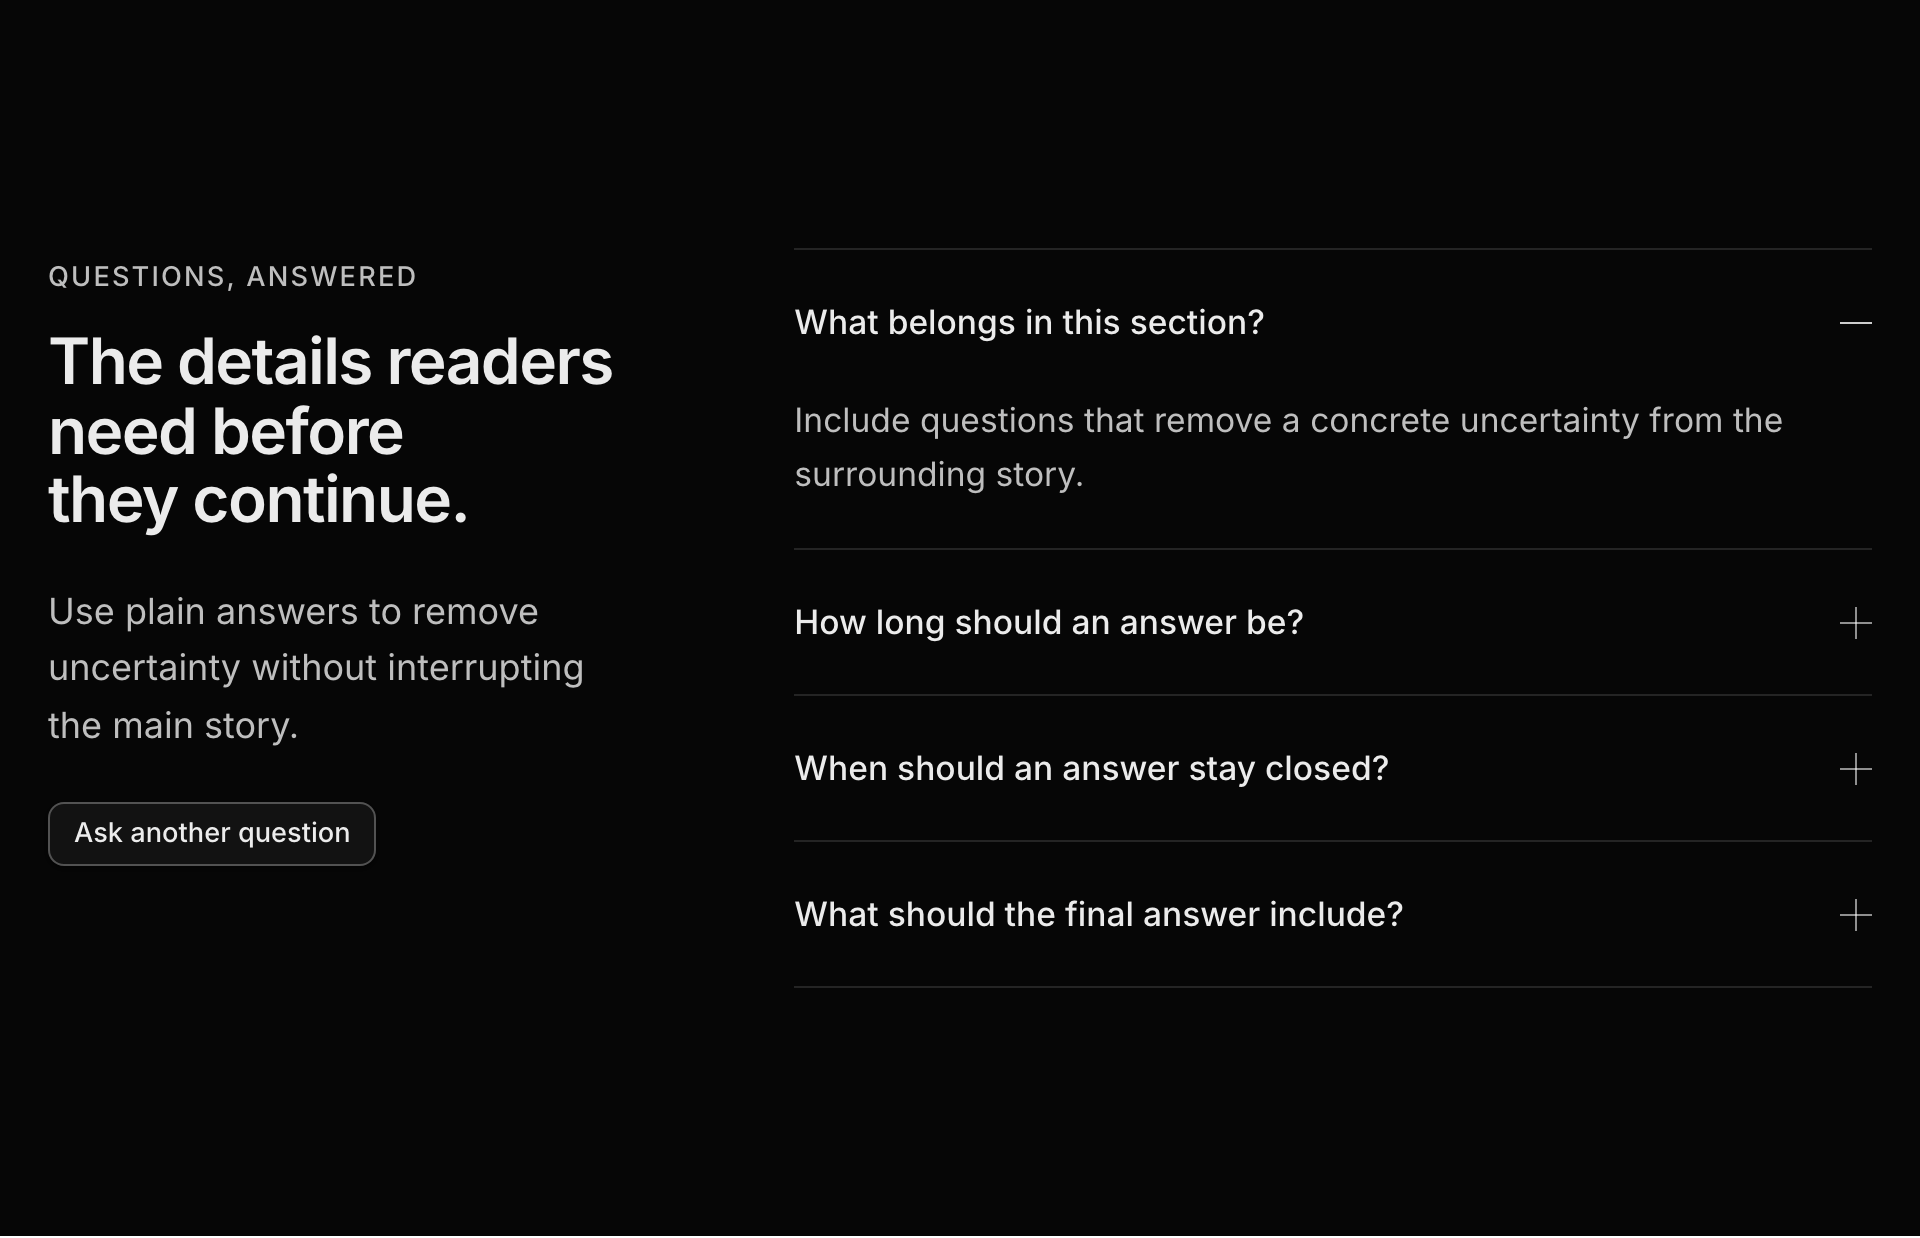 QUESTIONS, ANSWERED
The details readers
need before
they continue.
Use plain answers to remove
uncertainty without interrupting
the main story.
Ask another question
What belongs in this section?
Include questions that remove a concrete uncertainty from the
surrounding story.
How long should an answer be?
When should an answer stay closed?
What should the final answer include?